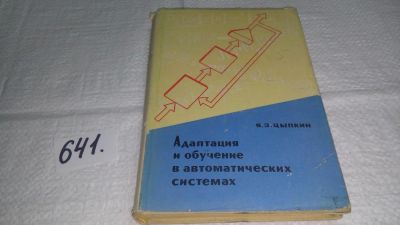 641.
Я.З.ЦЫПКИН
Адаптация
и обучение
в автоматических
системах